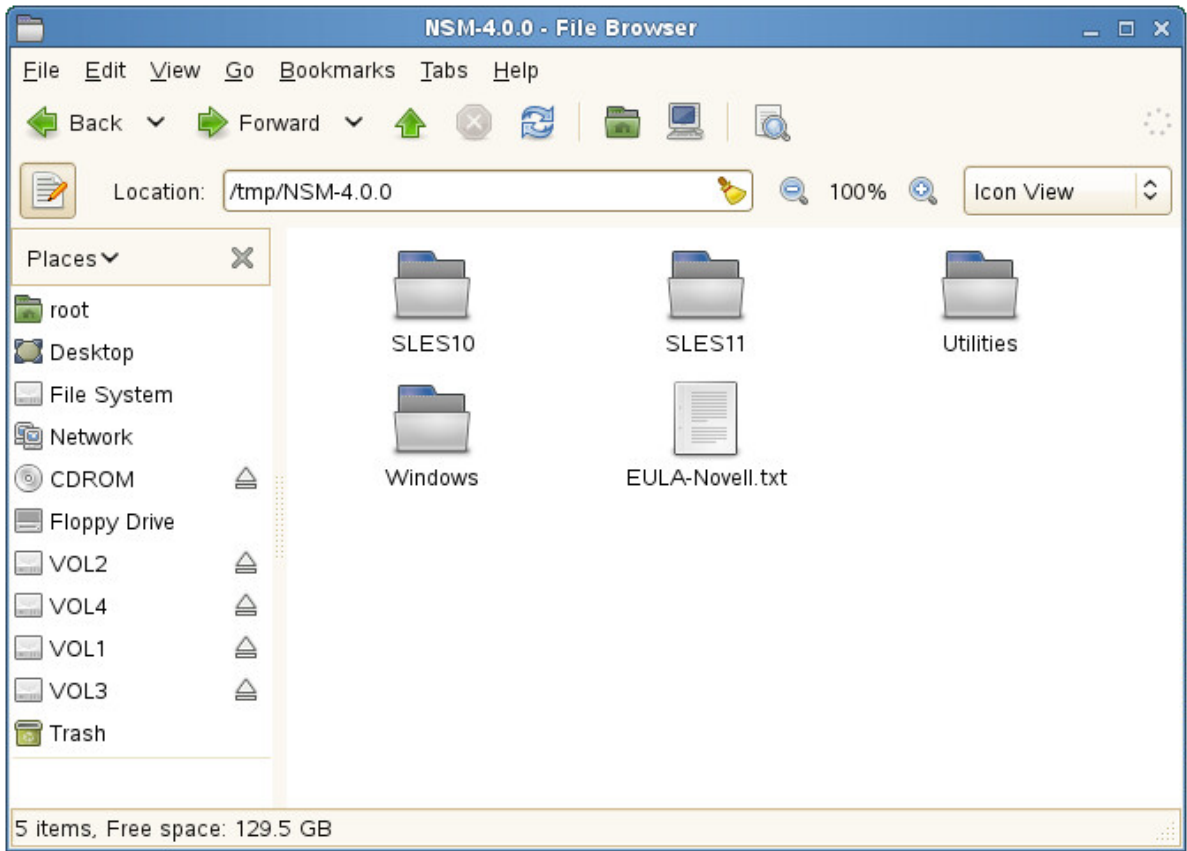 NSM-4.0.0 - File Browser
File Edit View Go Bookmarks Tabs Help
Back Forward
Location: /tmp/NSM-4.0.0 100% Icon View
Places
root
Desktop
File System
Network
CDROM
Floppy Drive
VOL2
VOL4
VOL1
VOL3
Trash
SLES10 SLES11 Utilities
Windows EULA-Novell.txt
5 items, Free space: 129.5 GB